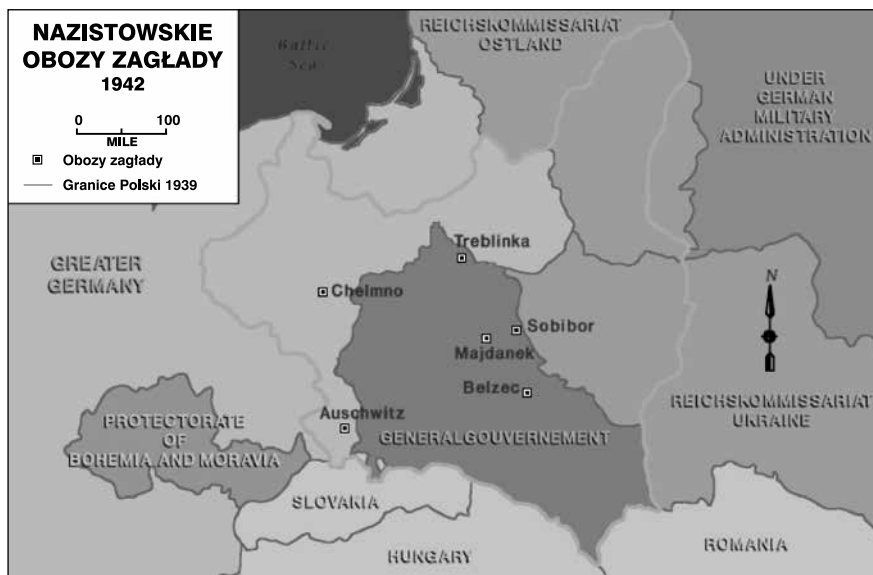 NAZISTOWSKIE
OBOZY ZAGŁADY
1942
0 100
MILE
Obozy zagłady
Granice Polski 1939
Baltic
Sea
REICHSKOMMISSARIAT
OSTLAND
UNDER
GERMAN
MILITARY
ADMINISTRATION
GREATER
GERMANY
Treblinka
Chelmno
Sobibor
Majdanek
Belzec
N
Auschwitz
PROTECTORATE
OF
BOHEMIA AND MORAVIA
GENERALGOUVERNEMENT
REICHSKOMMISSARIAT
UKRAINE
SLOVAKIA
HUNGARY
ROMANIA